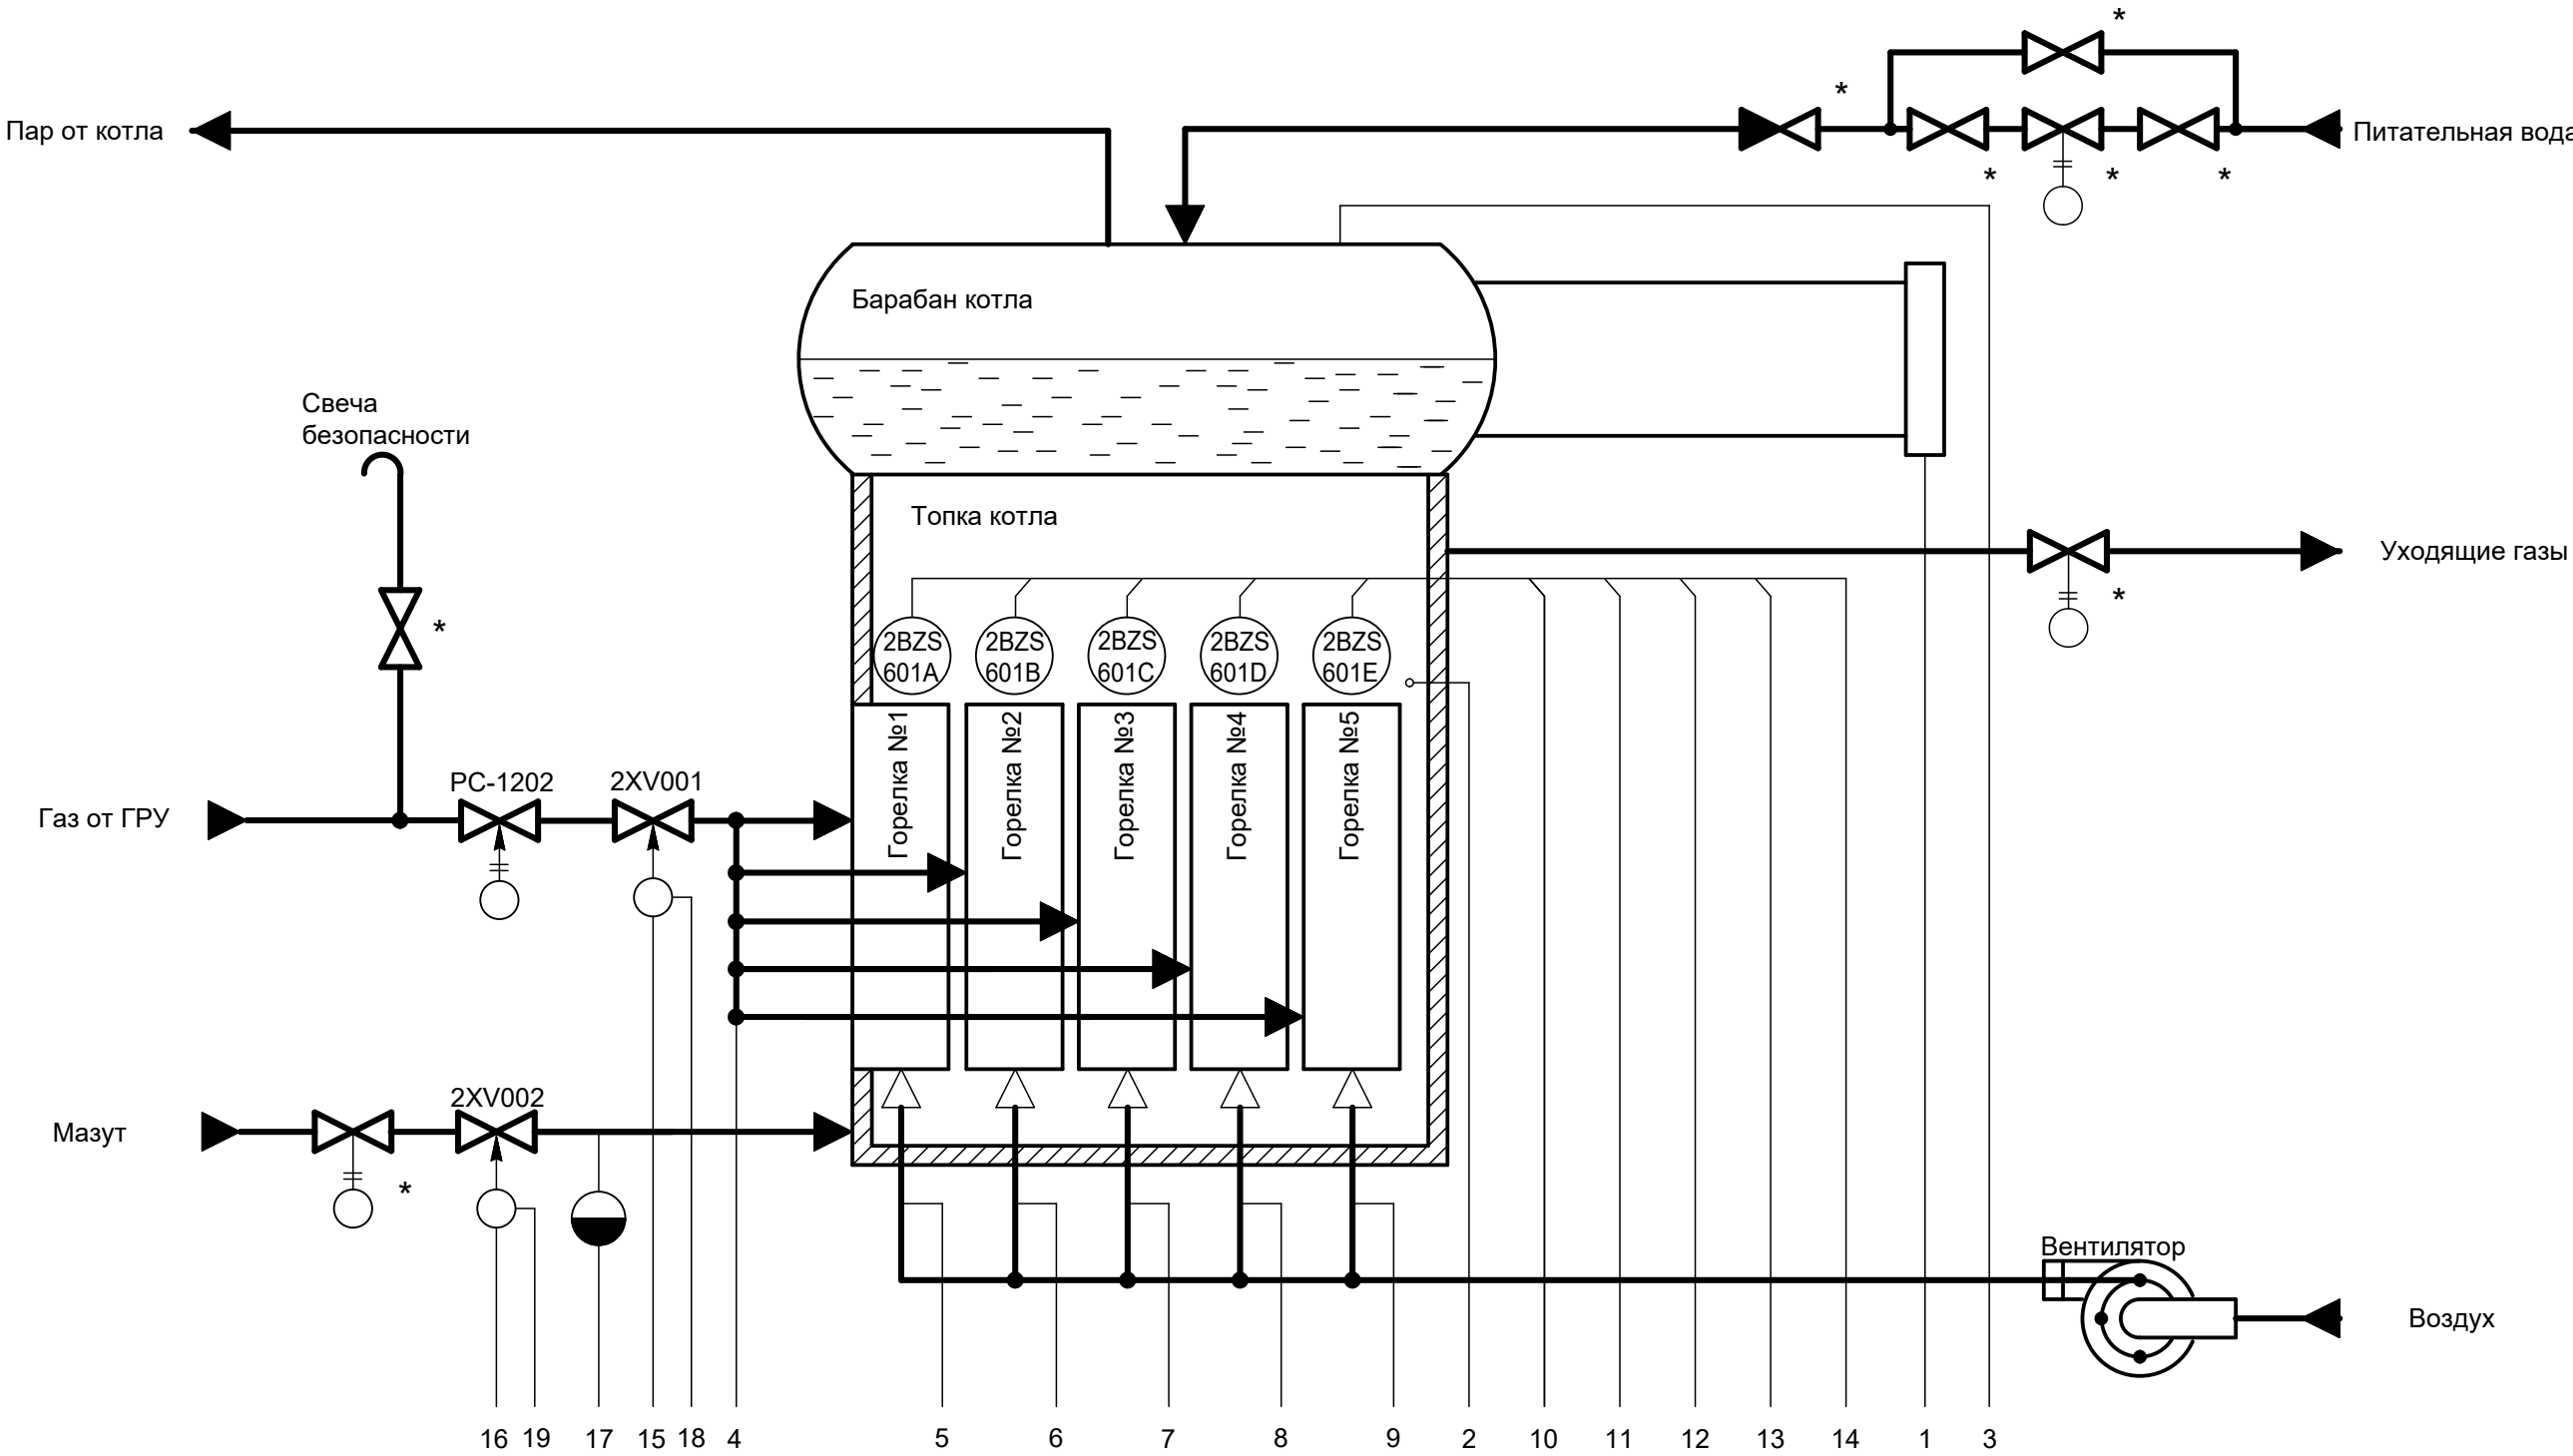 *
*
Пар от котла
Питательная вода
*
*
*
Барабан котла
Свеча
безопасности
Топка котла
Уходящие газы
*
*
2BZS
601A
2BZS
601B
2BZS
601C
2BZS
601D
2BZS
601E
Горелка №1
Горелка №2
Горелка №3
Горелка №4
Горелка №5
PC-1202
2XV001
Газ от ГРУ
2XV002
Мазут
*
Вентилятор
Воздух
16
19
17
15
18
4
5
6
7
8
9
2
10
11
12
13
14
1
3